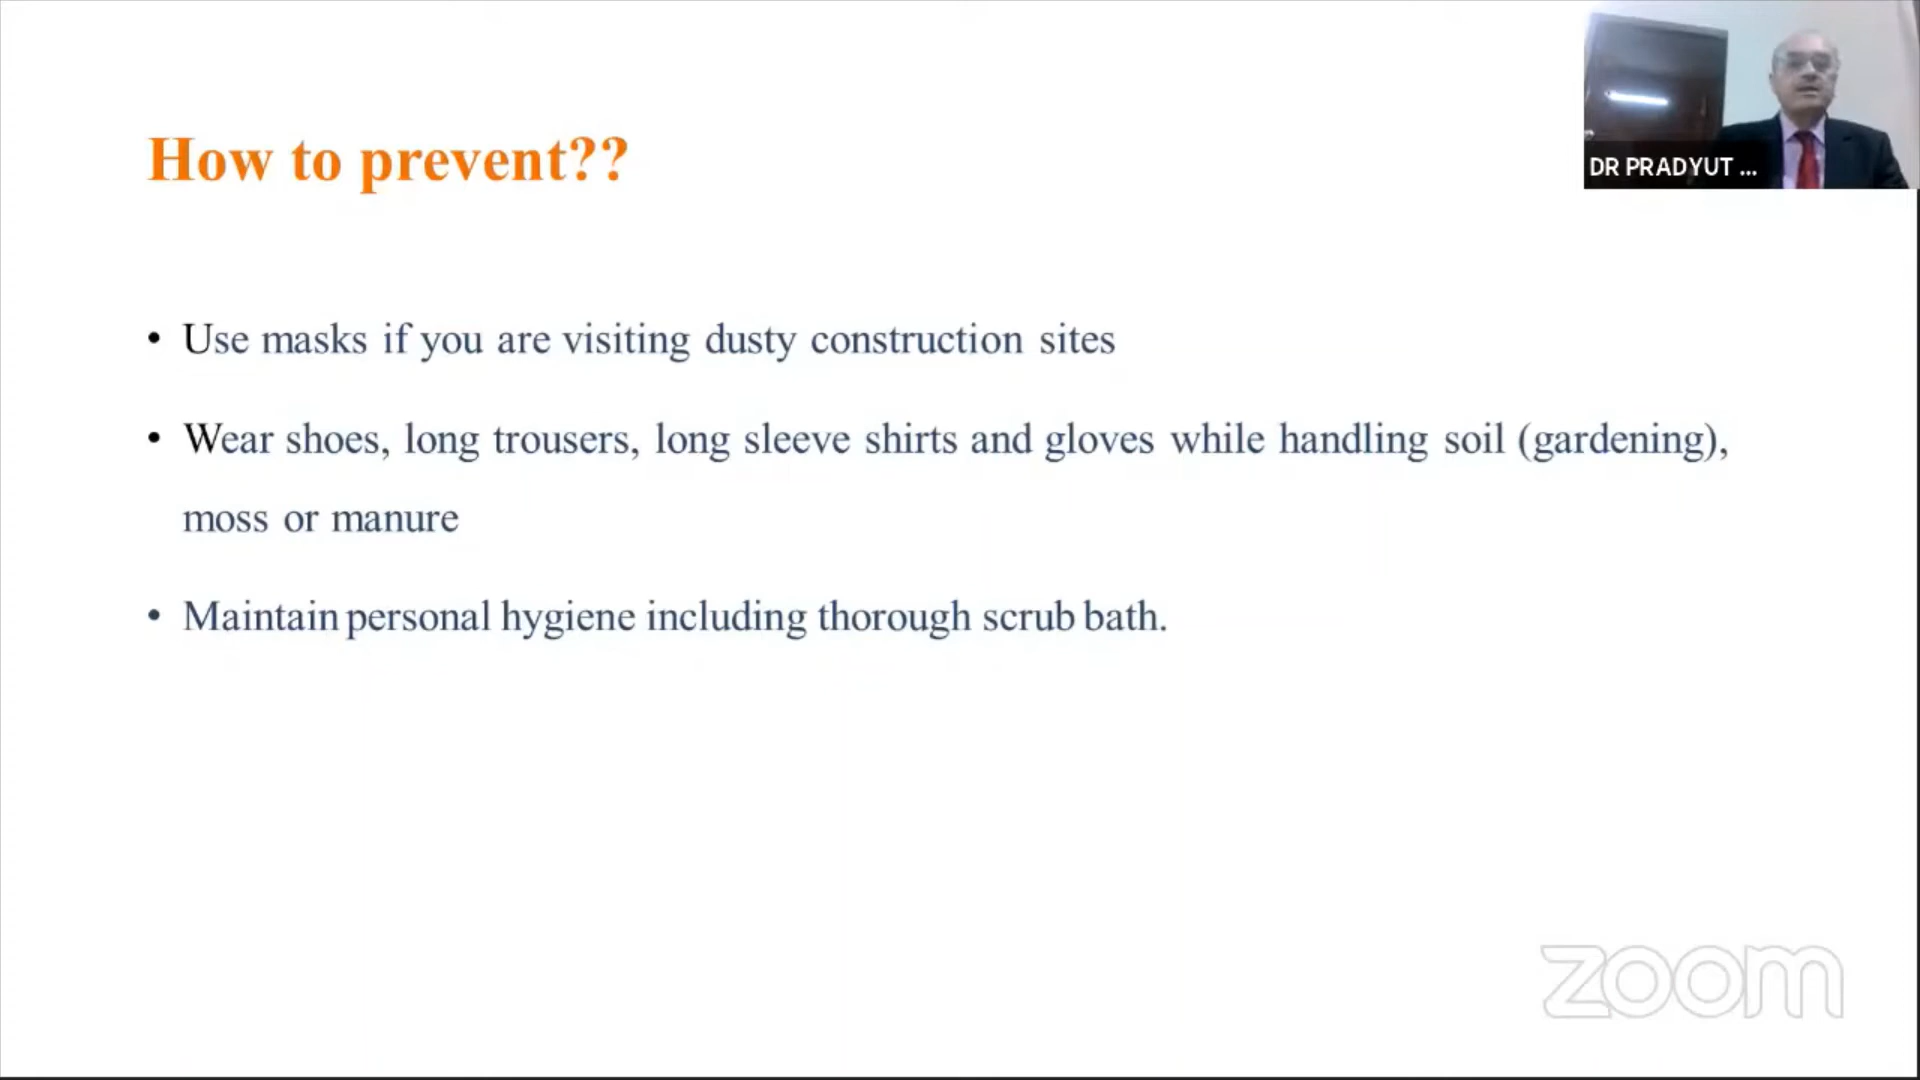 DR PRADYUT ...
How to prevent??
• Use masks if you are visiting dusty construction sites
• Wear shoes, long trousers, long sleeve shirts and gloves while handling soil (gardening),
moss or manure
• Maintain personal hygiene including thorough scrub bath.
zoom